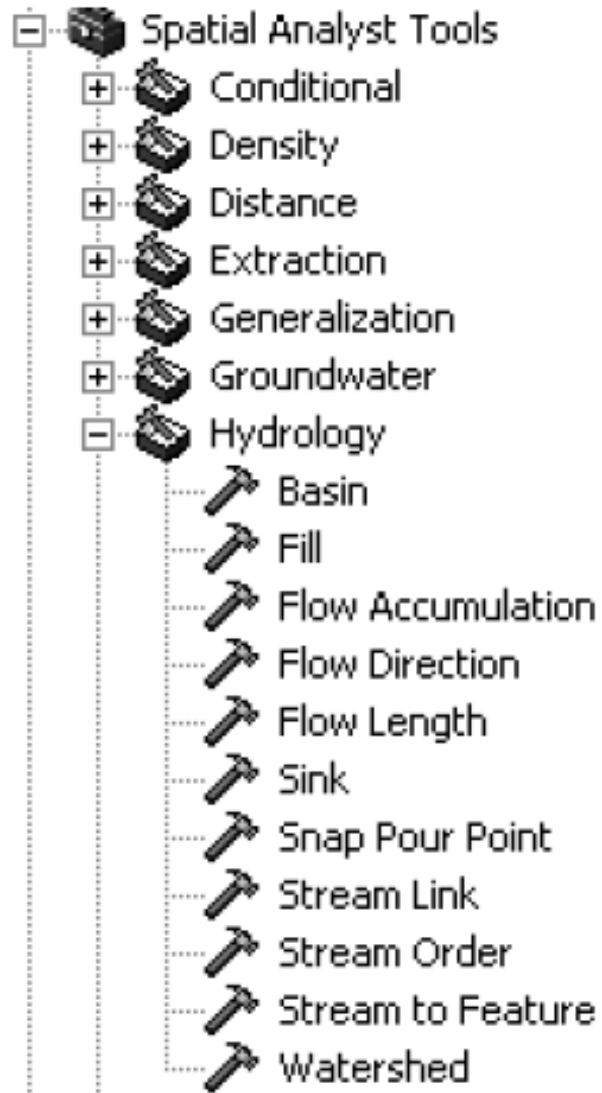 Spatial Analyst Tools
Conditional
Density
Distance
Extraction
Generalization
Groundwater
Hydrology
Basin
Fill
Flow Accumulation
Flow Direction
Flow Length
Sink
Snap Pour Point
Stream Link
Stream Order
Stream to Feature
Watershed